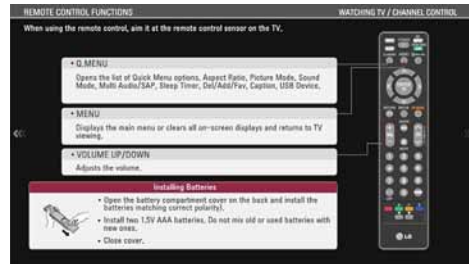 REMOTE CONTROL FUNCTIONS
WATCHING TV / CHANNEL CONTROL
When using the remote control, aim it at the remote control sensor on the TV.
• Q.MENU
Opens the list of Quick Menu options, Aspect Ratio, Picture Mode, Sound
Mode, Multi Audio/SAP, Sleep Timer, Del/Add/Fav, Caption, USB Device.
• MENU
Displays the main menu or clears all on-screen displays and returns to TV
viewing.
• VOLUME UP/DOWN
Adjusts the volume.
Installing Batteries
• Open the battery compartment cover on the back and install the
batteries matching correct polarity).
• Install two 1.5V AAA batteries. Do not mix old or used batteries with
new ones.
• Close cover.
LG